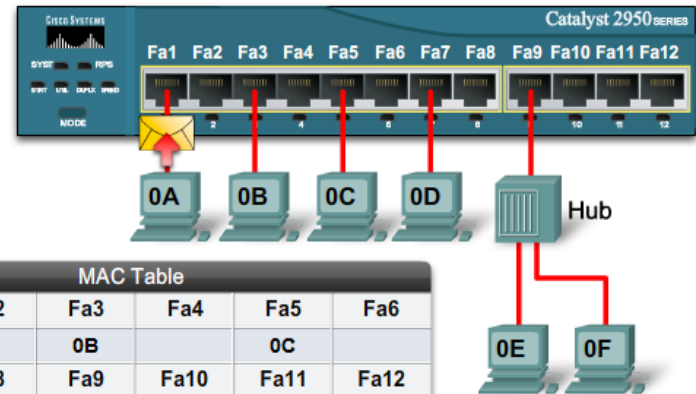 CISCO SYSTEMS
Catalyst 2950 SERIES
SYST RPS
STAT UTIL DUPLX SPEED
MODE
Fa1 Fa2 Fa3 Fa4 Fa5 Fa6 Fa7 Fa8 Fa9 Fa10 Fa11 Fa12
2 4 6 8 10 11 12
0A 0B 0C 0D
Hub
MAC Table
2 Fa3 Fa4 Fa5 Fa6
0B 0C
Fa9 Fa10 Fa11 Fa12
0E 0F